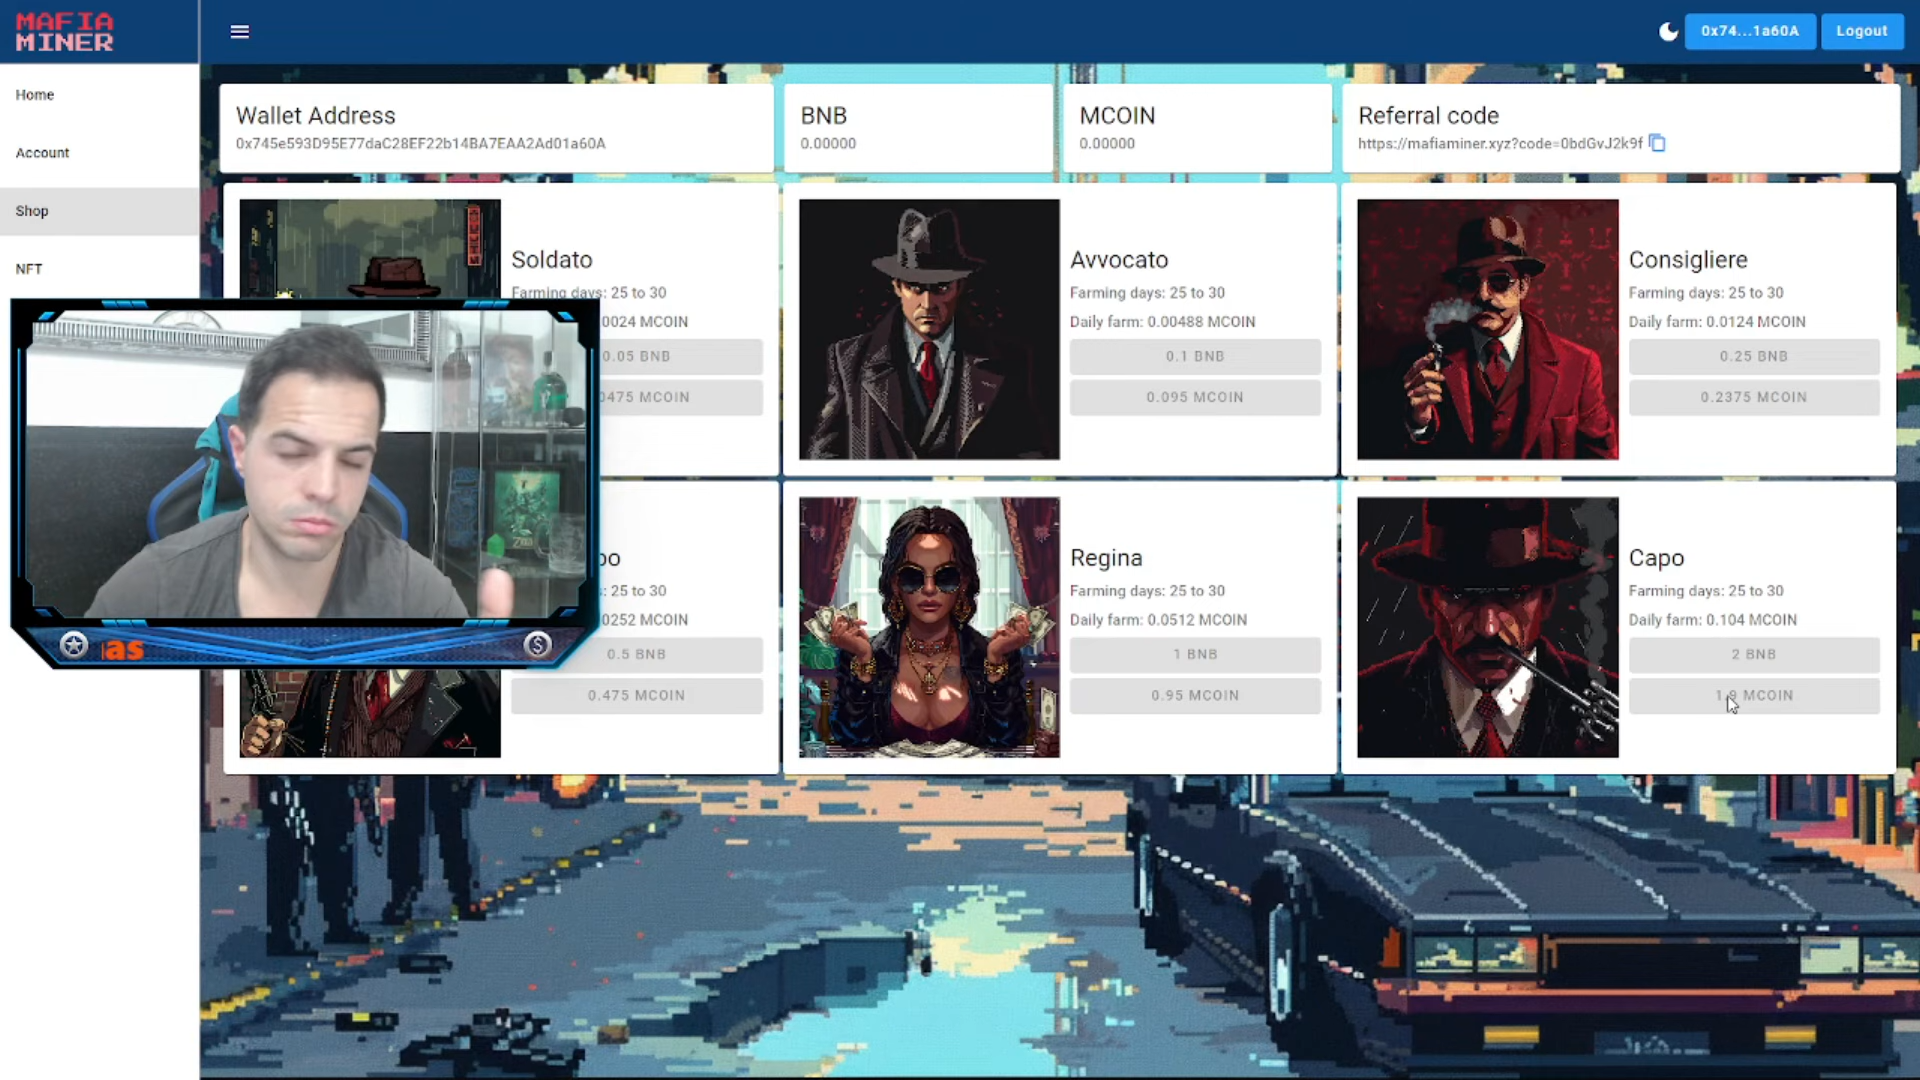 MAFIA
MINER
0x74...1a60A
Logout
Home
Account
Shop
NFT
Wallet Address
0x745e593D95E77daC28EF22b14BA7EAA2Ad01a60A
BNB
0.00000
MCOIN
0.00000
Referral code
https://mafiaminer.xyz?code=0bdGvJ2k9f
Soldato
Farming days: 25 to 30
0024 MCOIN
0.05 BNB
0475 MCOIN
Avvocato
Farming days: 25 to 30
Daily farm: 0.00488 MCOIN
0.1 BNB
0.095 MCOIN
Consigliere
Farming days: 25 to 30
Daily farm: 0.0124 MCOIN
0.25 BNB
0.2375 MCOIN
: 25 to 30
0252 MCOIN
0.5 BNB
0.475 MCOIN
Regina
Farming days: 25 to 30
Daily farm: 0.0512 MCOIN
1 BNB
0.95 MCOIN
Capo
Farming days: 25 to 30
Daily farm: 0.104 MCOIN
2 BNB
1.9 MCOIN
as